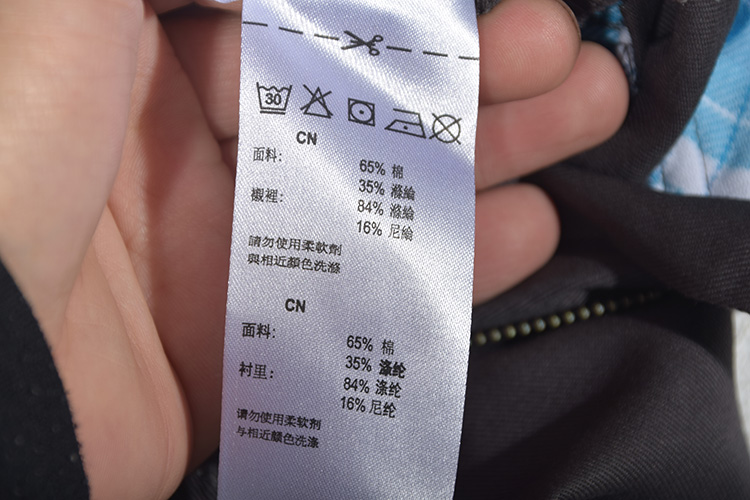 30
CN
面料: 65% 棉
35% 滌綸
襯裡: 84% 滌綸
16% 尼綸
請勿使用柔軟劑
與相近顏色洗滌
CN
面料: 65% 棉
35% 涤纶
衬里: 84% 涤纶
16% 尼纶
请勿使用柔软剂
与相近颜色洗涤